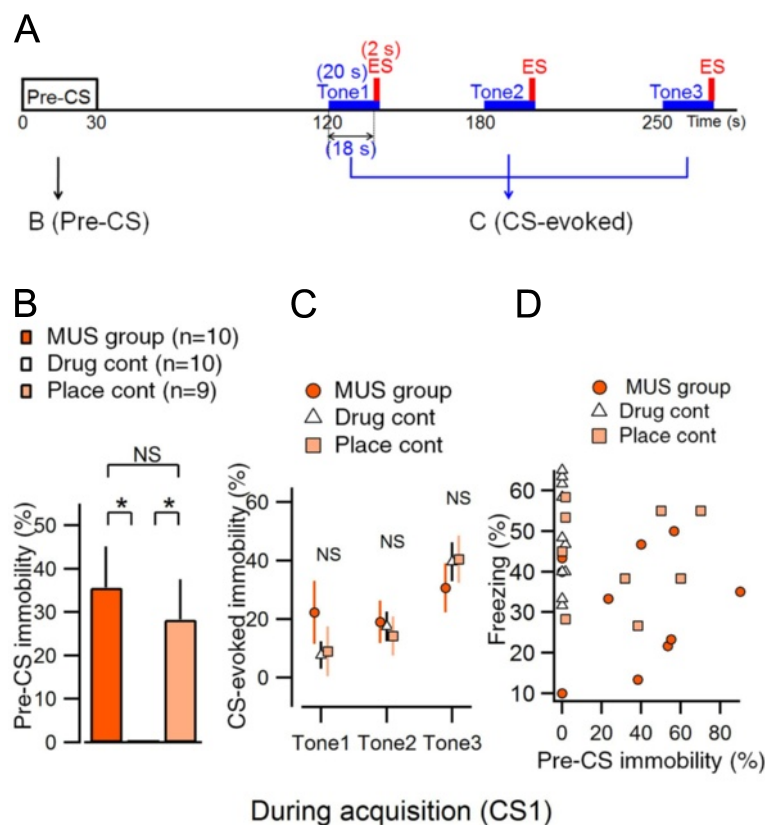 A
(2 s)
(20 s) ES ES ES
Pre-CS Tone1 Tone2 Tone3
0 30 120 180 250 Time (s)
(18 s)
B (Pre-CS) C (CS-evoked)
B
MUS group (n=10)
Drug cont (n=10)
Place cont (n=9)
NS
* *
Pre-CS immobility (%)
50
40
30
20
10
0
C
MUS group
Drug cont
Place cont
CS-evoked immobility (%)
60
40
20
0
NS NS NS
Tone1 Tone2 Tone3
D
MUS group
Drug cont
Place cont
Freezing (%)
60
50
40
30
20
10
0 20 40 60 80
Pre-CS immobility (%)
During acquisition (CS1)